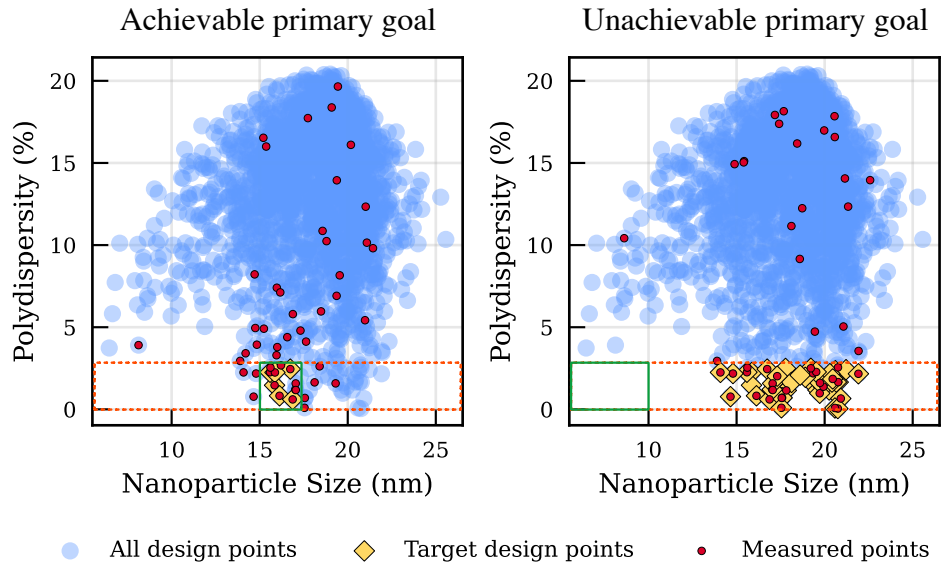 Achievable primary goal
Unachievable primary goal
Polydispersity (%)
20
15
10
5
0
10
15
20
25
Nanoparticle Size (nm)
Polydispersity (%)
20
15
10
5
0
10
15
20
25
Nanoparticle Size (nm)
All design points
Target design points
Measured points